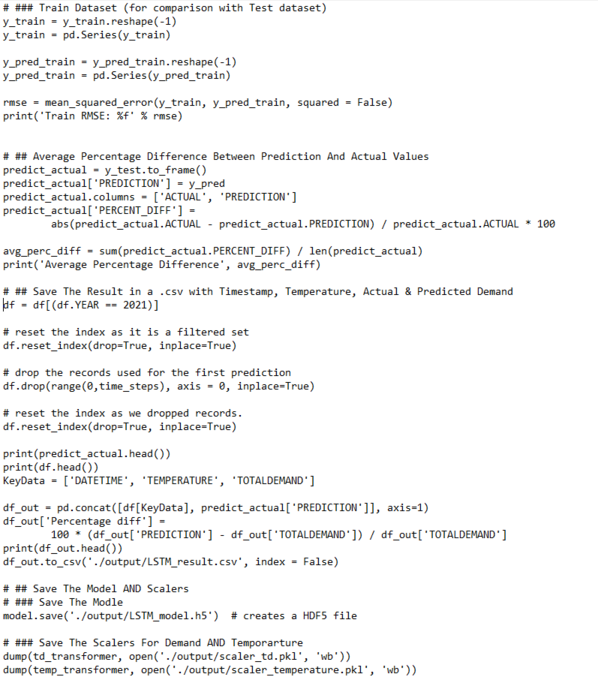 # ### Train Dataset (for comparison with Test dataset)
y_train = y_train.reshape(-1)
y_train = pd.Series(y_train)

y_pred_train = y_pred_train.reshape(-1)
y_pred_train = pd.Series(y_pred_train)

rmse = mean_squared_error(y_train, y_pred_train, squared = False)
print('Train RMSE: %f' % rmse)


# ## Average Percentage Difference Between Prediction And Actual Values
predict_actual = y_test.to_frame()
predict_actual['PREDICTION'] = y_pred
predict_actual.columns = ['ACTUAL', 'PREDICTION']
predict_actual['PERCENT_DIFF'] =
        abs(predict_actual.ACTUAL - predict_actual.PREDICTION) / predict_actual.ACTUAL * 100

avg_perc_diff = sum(predict_actual.PERCENT_DIFF) / len(predict_actual)
print('Average Percentage Difference', avg_perc_diff)

# ## Save The Result in a .csv with Timestamp, Temperature, Actual & Predicted Demand
df = df[(df.YEAR == 2021)]

# reset the index as it is a filtered set
df.reset_index(drop=True, inplace=True)

# drop the records used for the first prediction
df.drop(range(0,time_steps), axis = 0, inplace=True)

# reset the index as we dropped records.
df.reset_index(drop=True, inplace=True)

print(predict_actual.head())
print(df.head())
KeyData = ['DATETIME', 'TEMPERATURE', 'TOTALDEMAND']

df_out = pd.concat([df[KeyData], predict_actual['PREDICTION']], axis=1)
df_out['Percentage diff'] =
        100 * (df_out['PREDICTION'] - df_out['TOTALDEMAND']) / df_out['TOTALDEMAND']
print(df_out.head())
df_out.to_csv('./output/LSTM_result.csv', index = False)

# ## Save The Model AND Scalers
# ### Save The Modle
model.save('./output/LSTM_model.h5')  # creates a HDF5 file

# ### Save The Scalers For Demand AND Temporarture
dump(td_transformer, open('./output/scaler_td.pkl', 'wb'))
dump(temp_transformer, open('./output/scaler_temperature.pkl', 'wb'))